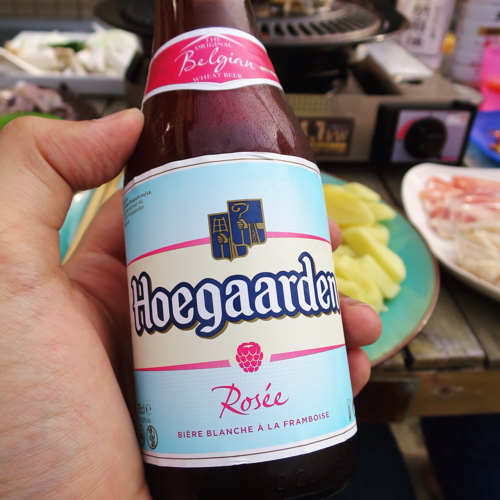 THE
ORIGINAL
Belgian
WHEAT BEER
Hoegaarden
Rosée
BIÈRE BLANCHE À LA FRAMBOISE